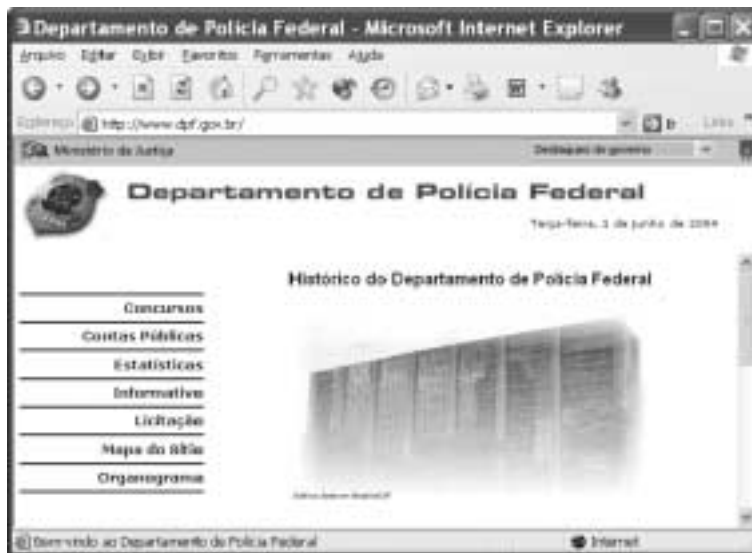 Departamento de Polícia Federal - Microsoft Internet Explorer
Arquivo Editar Exibir Favoritos Ferramentas Ajuda
Endereço http://www.dpf.gov.br/ Ir Links
Ministério da Justiça Destaques do governo
Departamento de Polícia Federal
Terça-feira, 1 de junho de 2004
Histórico do Departamento de Polícia Federal
Concursos
Contas Públicas
Estatísticas
Informativo
Licitação
Mapa do Sítio
Organograma
Bem-vindo ao Departamento de Polícia Federal Internet